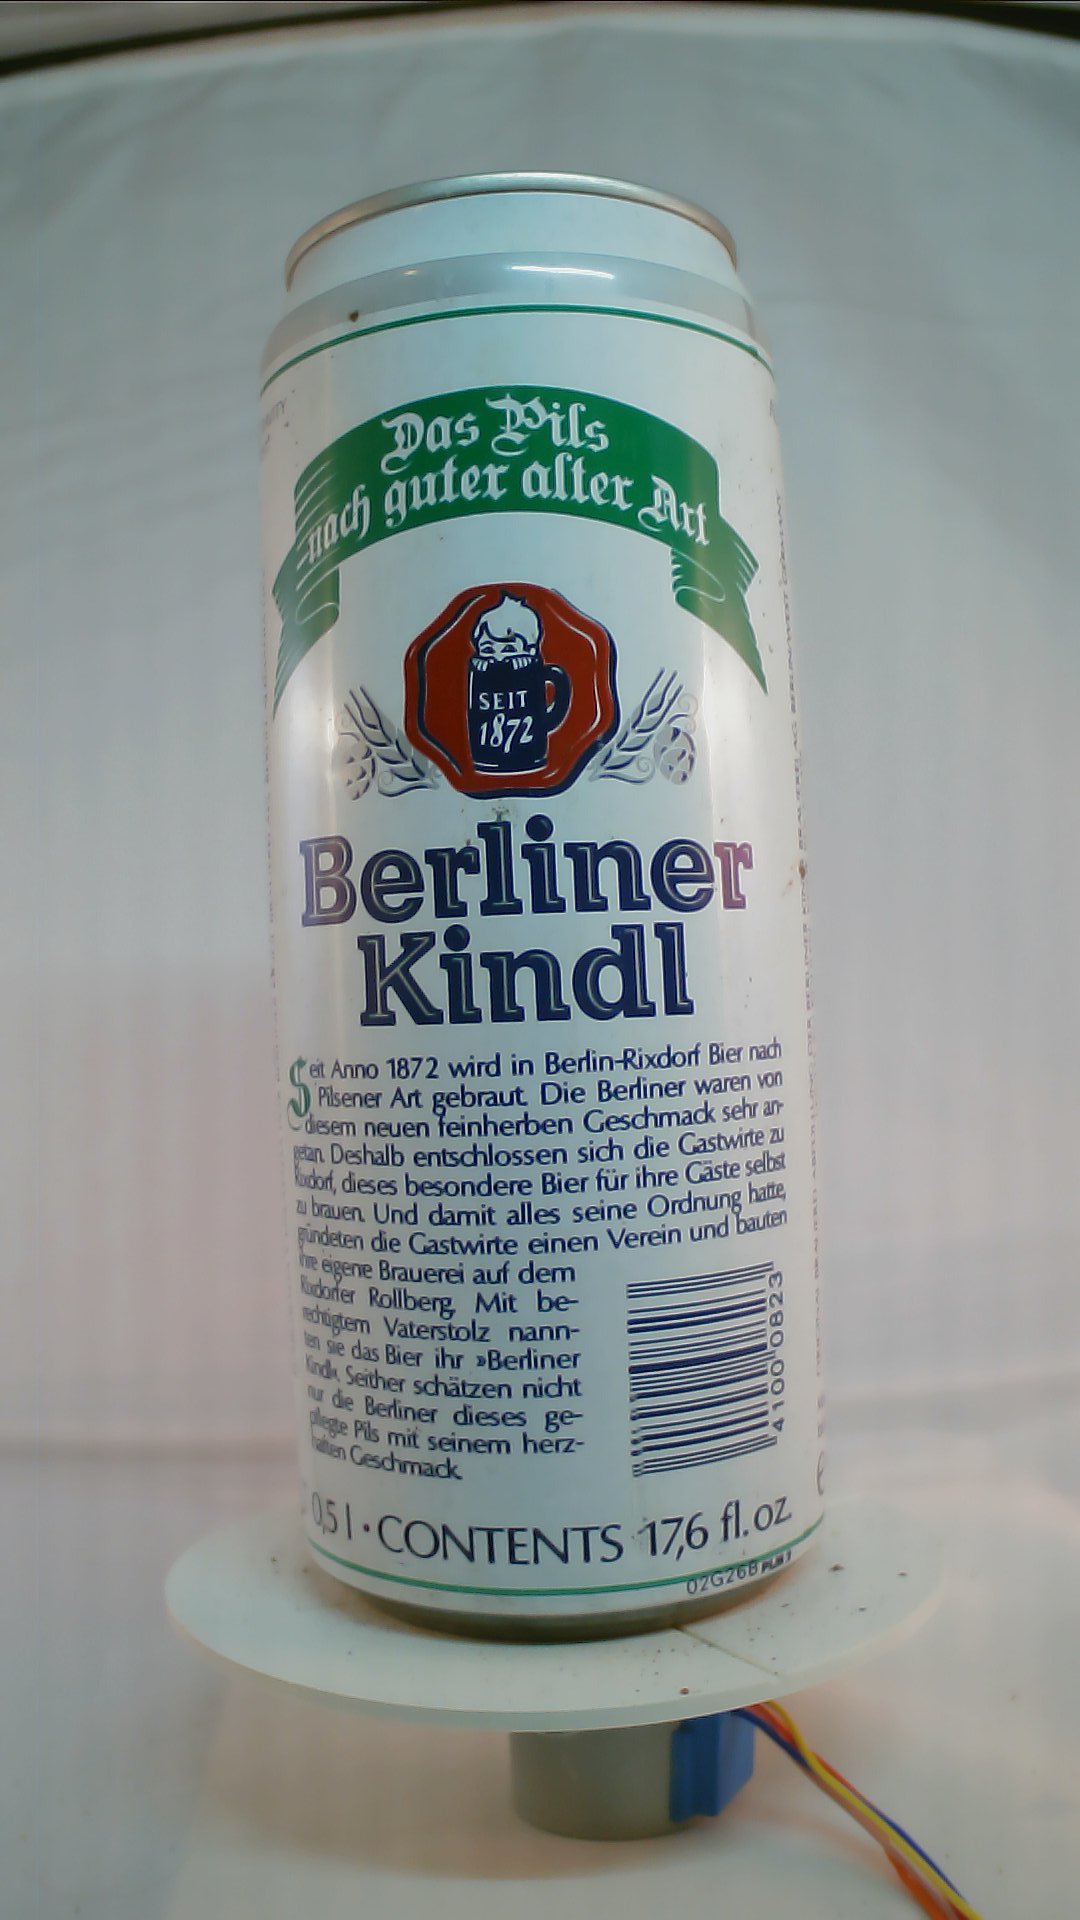 Das Pils
nach guter alter Art
SEIT
1872
Berliner
Kindl
Seit Anno 1872 wird in Berlin-Rixdorf Bier nach
Pilsener Art gebraut. Die Berliner waren von
diesem neuen feinherben Geschmack sehr an-
getan. Deshalb entschlossen sich die Gastwirte zu
Rixdorf, dieses besondere Bier für ihre Gäste selbst
zu brauen. Und damit alles seine Ordnung hatte,
gründeten die Gastwirte einen Verein und bauten
ihre eigene Brauerei auf dem
Rixdorfer Rollberg. Mit be-
rechtigtem Vaterstolz nann-
ten sie das Bier ihr »Berliner
Kindl«. Seither schätzen nicht
nur die Berliner dieses ge-
pflegte Pils mit seinem herz-
haften Geschmack.
4100 0823
0,5 l · CONTENTS 17,6 fl. oz.
02G26B